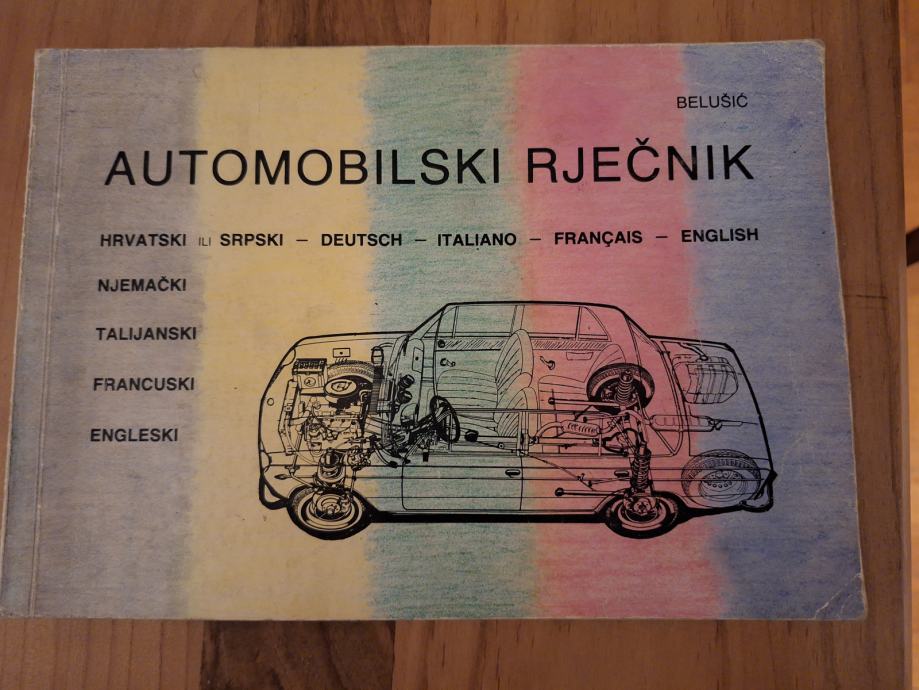 BELUŠIĆ
AUTOMOBILSKI RJEČNIK
HRVATSKI ILI SRPSKI – DEUTSCH – ITALIANO – FRANÇAIS – ENGLISH
NJEMAČKI
TALIJANSKI
FRANCUSKI
ENGLESKI